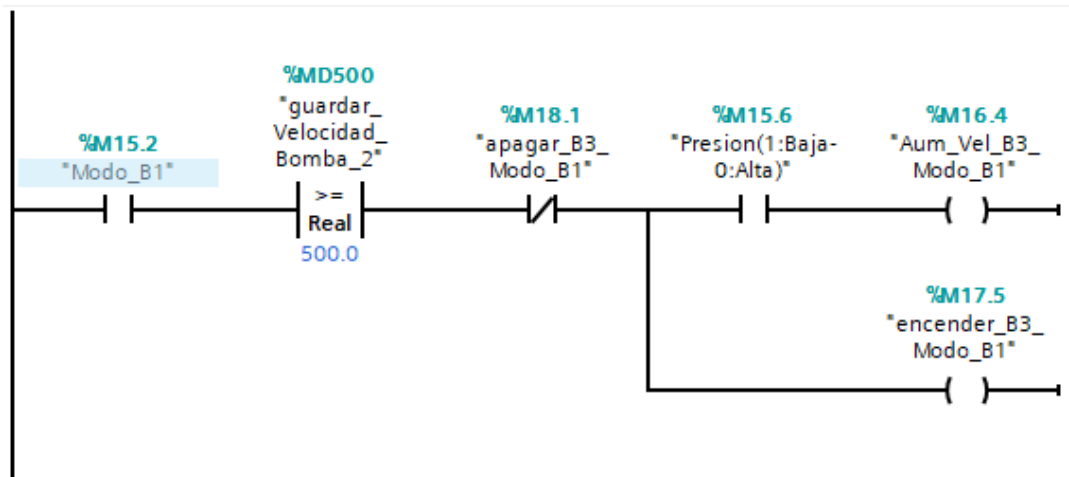 %M15.2
"Modo_B1"
%MD500
"guardar_
Velocidad_
Bomba_2"
>=
Real
500.0
%M18.1
"apagar_B3_
Modo_B1"
%M15.6
"Presion(1:Baja-
0:Alta)"
%M16.4
"Aum_Vel_B3_
Modo_B1"
%M17.5
"encender_B3_
Modo_B1"